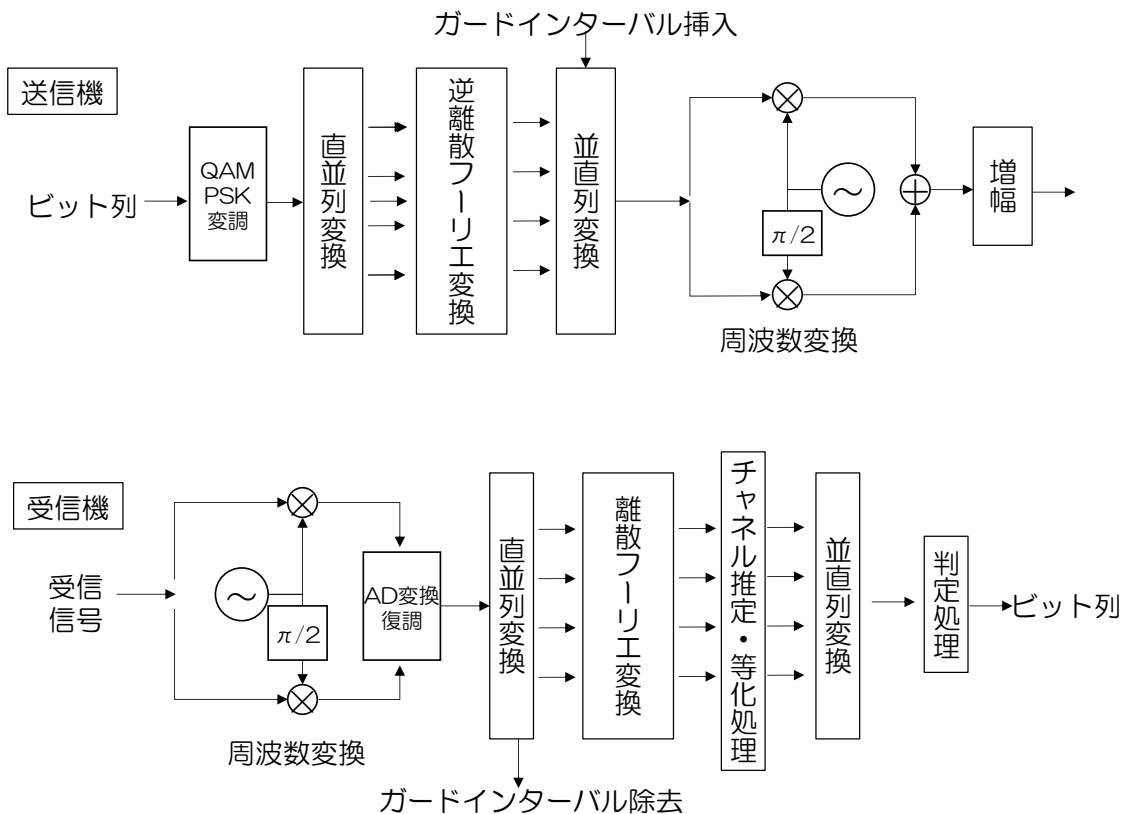 ガードインターバル挿入
送信機
ビット列
QAM
PSK
変調
直並列変換
逆離散フーリエ変換
並直列変換
π/2
増幅
周波数変換
受信機
受信
信号
π/2
AD変換
復調
直並列変換
離散フーリエ変換
チャネル推定・等化処理
並直列変換
判定処理
ビット列
周波数変換
ガードインターバル除去